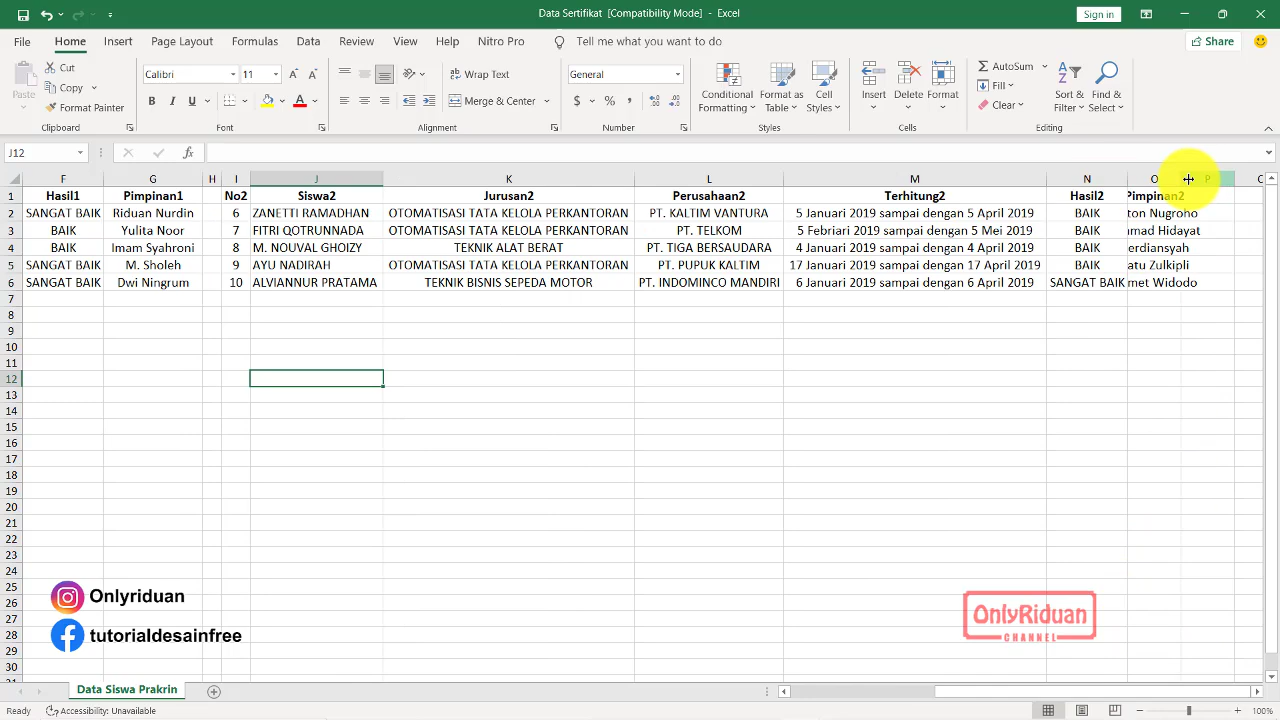 Data Sertifikat [Compatibility Mode] - Excel
Sign in
File Home Insert Page Layout Formulas Data Review View Help Nitro Pro Tell me what you want to do Share
Paste
Cut
Copy
Format Painter
Clipboard
Calibri 11
B I U
Font
Wrap Text
Merge & Center
Alignment
General
$ % ,
Number
Conditional Formatting
Format as Table
Cell Styles
Styles
Insert Delete Format
Cells
AutoSum
Fill
Clear
Sort & Filter
Find & Select
Editing
J12 fx
F G H I J K L M N O P
1 Hasil1 Pimpinan1 No2 Siswa2 Jurusan2 Perusahaan2 Terhitung2 Hasil2 Pimpinan2
2 SANGAT BAIK Riduan Nurdin 6 ZANETTI RAMADHAN OTOMATISASI TATA KELOLA PERKANTORAN PT. KALTIM VANTURA 5 Januari 2019 sampai dengan 5 April 2019 BAIK ton Nugroho
3 BAIK Yulita Noor 7 FITRI QOTRUNNADA OTOMATISASI TATA KELOLA PERKANTORAN PT. TELKOM 5 Febriari 2019 sampai dengan 5 Mei 2019 BAIK mad Hidayat
4 BAIK Imam Syahroni 8 M. NOUVAL GHOIZY TEKNIK ALAT BERAT PT. TIGA BERSAUDARA 4 Januari 2019 sampai dengan 4 April 2019 BAIK erdiansyah
5 SANGAT BAIK M. Sholeh 9 AYU NADIRAH OTOMATISASI TATA KELOLA PERKANTORAN PT. PUPUK KALTIM 17 Januari 2019 sampai dengan 17 April 2019 BAIK atu Zulkipli
6 SANGAT BAIK Dwi Ningrum 10 ALVIANNUR PRATAMA TEKNIK BISNIS SEPEDA MOTOR PT. INDOMINCO MANDIRI 6 Januari 2019 sampai dengan 6 April 2019 SANGAT BAIK met Widodo
7
8
9
10
11
12
13
14
15
16
17
18
19
20
21
22
23
24
25
26
27
28
29
30
Onlyriduan
tutorialdesainfree
OnlyRiduan
CHANNEL
Data Siswa Prakrin
Ready Accessibility: Unavailable 100%